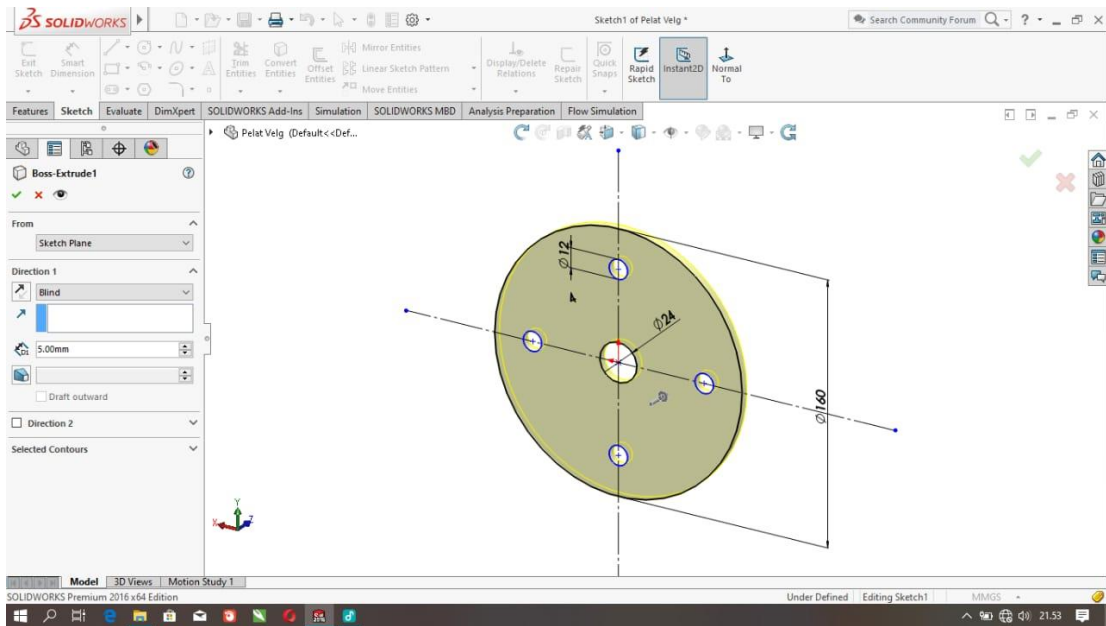 SOLIDWORKS
Sketch1 of Pelat Velg *
Search Community Forum
?
Exit Sketch
Smart Dimension
Trim Entities
Convert Entities
Offset Entities
Mirror Entities
Linear Sketch Pattern
Move Entities
Display/Delete Relations
Repair Sketch
Quick Snaps
Rapid Sketch
Instant2D
Normal To
Features Sketch Evaluate DimXpert SOLIDWORKS Add-Ins Simulation SOLIDWORKS MBD Analysis Preparation Flow Simulation
Pelat Velg (Default<<Def...
Boss-Extrude1
From
Sketch Plane
Direction 1
Blind
5.00mm
Draft outward
Direction 2
Selected Contours
Ø12
4
Ø24
Ø160
Y
X
Z
Model 3D Views Motion Study 1
SOLIDWORKS Premium 2016 x64 Edition
Under Defined Editing Sketch1 MMGS
21.53